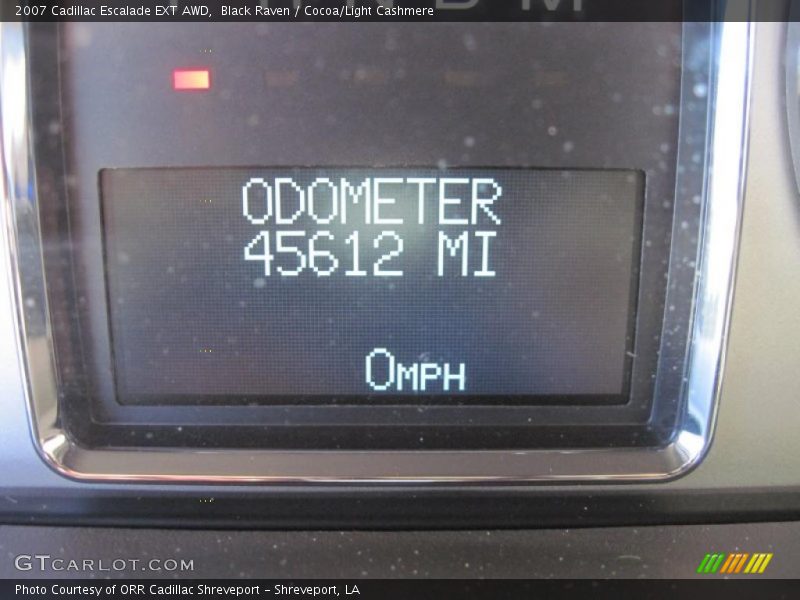 2007 Cadillac Escalade EXT AWD,  Black Raven / Cocoa/Light Cashmere
ODOMETER
45612 MI
0MPH
GTCARLOT.COM
Photo Courtesy of ORR Cadillac Shreveport - Shreveport, LA